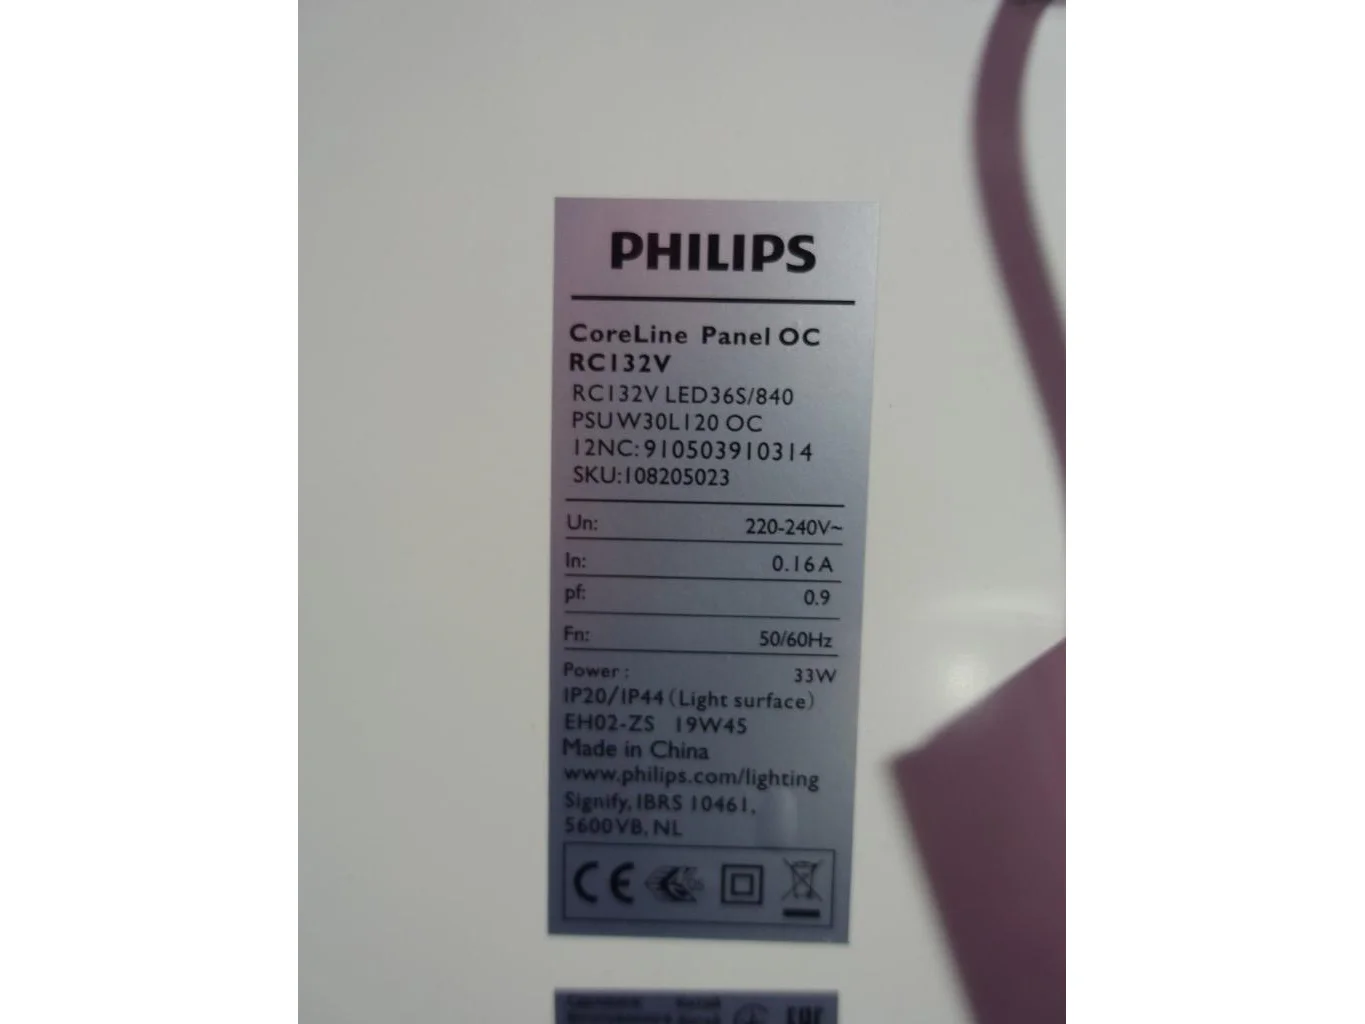 PHILIPS
CoreLine Panel OC
RC132V
RC132V LED36S/840
PSU W30L120 OC
12NC: 910503910314
SKU:108205023
Un: 220-240V~
In: 0.16A
pf: 0.9
Fn: 50/60Hz
Power : 33W
IP20/IP44 (Light surface)
EH02-ZS 19W45
Made in China
www.philips.com/lighting
Signify, IBRS 10461,
5600VB, NL
CE
EAC